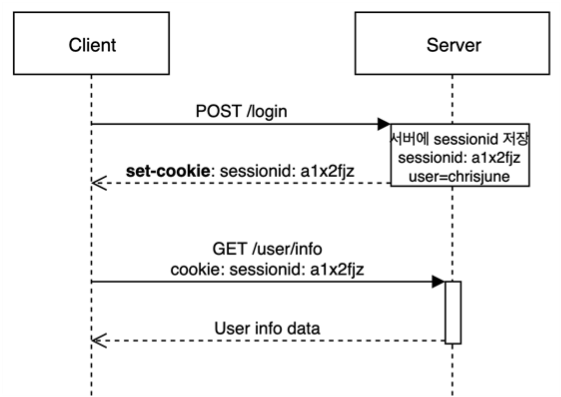 Client
Server
POST /login
서버에 sessionid 저장
sessionid: a1x2fjz
user=chrisjune
set-cookie: sessionid: a1x2fjz
GET /user/info
cookie: sessionid: a1x2fjz
User info data